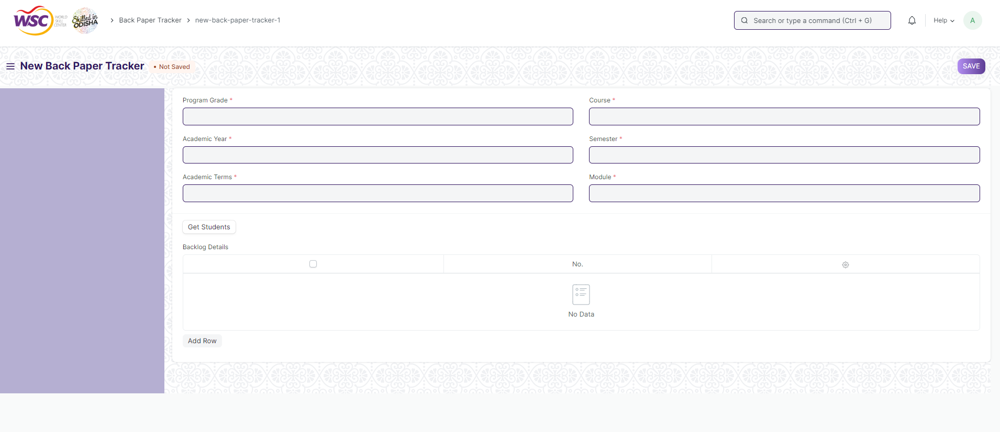 WSC WORLD SKILL CENTER Skilled in ODISHA > Back Paper Tracker > new-back-paper-tracker-1
Search or type a command (Ctrl + G)
Help
A
New Back Paper Tracker • Not Saved
SAVE
Program Grade *
Course *
Academic Year *
Semester *
Academic Terms *
Module *
Get Students
Backlog Details
No.
No Data
Add Row